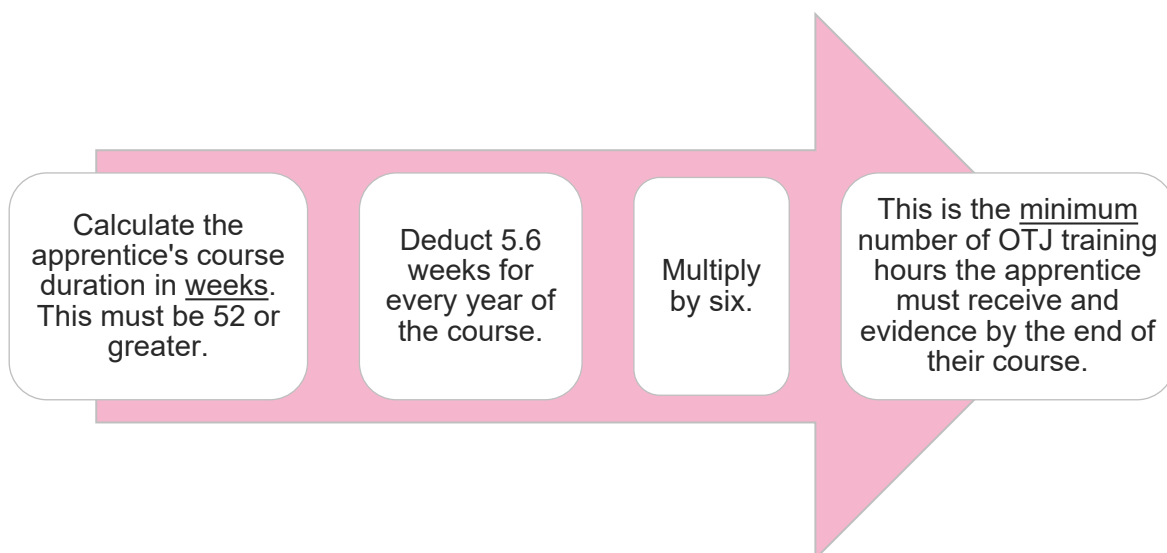 Calculate the
apprentice's course
duration in weeks.
This must be 52 or
greater.
Deduct 5.6
weeks for
every year of
the course.
Multiply
by six.
This is the minimum
number of OTJ training
hours the apprentice
must receive and
evidence by the end of
their course.